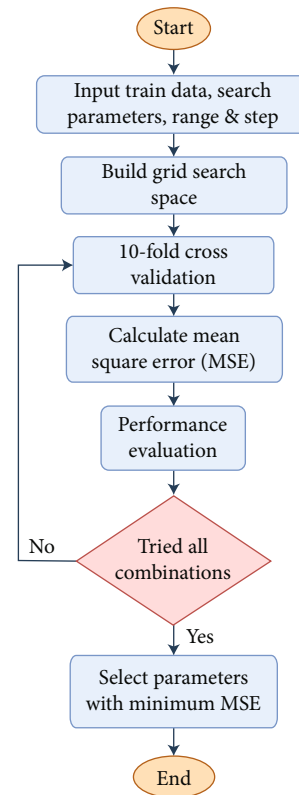 Start
Input train data, search
parameters, range & step
Build grid search
space
10-fold cross
validation
Calculate mean
square error (MSE)
Performance
evaluation
Tried all
combinations
No
Yes
Select parameters
with minimum MSE
End